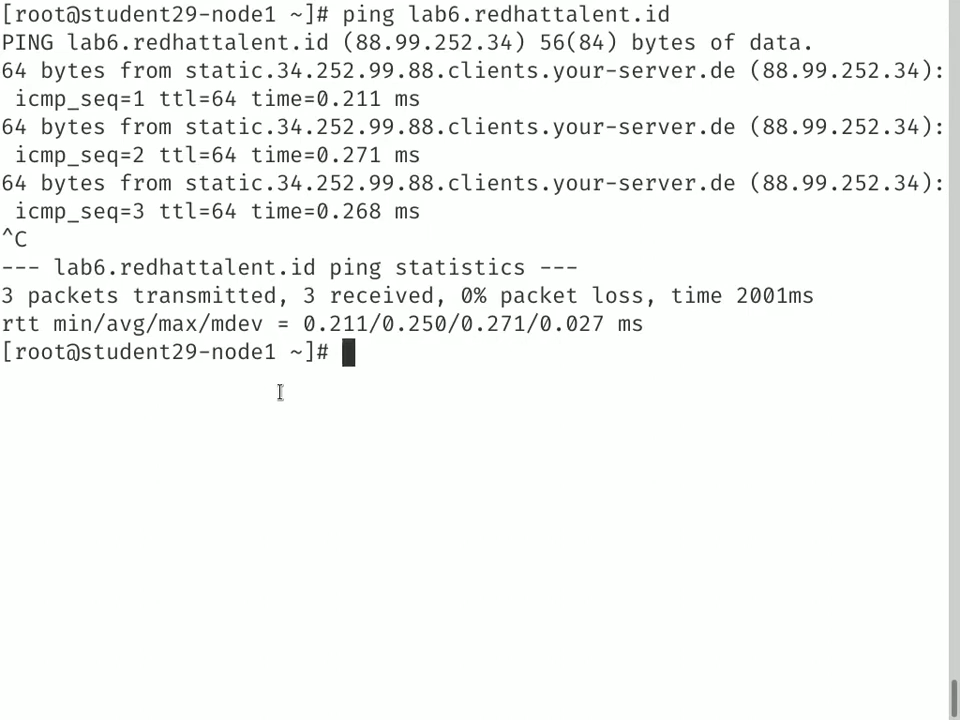 [root@student29-node1 ~]# ping lab6.redhattalent.id
PING lab6.redhattalent.id (88.99.252.34) 56(84) bytes of data.
64 bytes from static.34.252.99.88.clients.your-server.de (88.99.252.34):
 icmp_seq=1 ttl=64 time=0.211 ms
64 bytes from static.34.252.99.88.clients.your-server.de (88.99.252.34):
 icmp_seq=2 ttl=64 time=0.271 ms
64 bytes from static.34.252.99.88.clients.your-server.de (88.99.252.34):
 icmp_seq=3 ttl=64 time=0.268 ms
^C
--- lab6.redhattalent.id ping statistics ---
3 packets transmitted, 3 received, 0% packet loss, time 2001ms
rtt min/avg/max/mdev = 0.211/0.250/0.271/0.027 ms
[root@student29-node1 ~]#